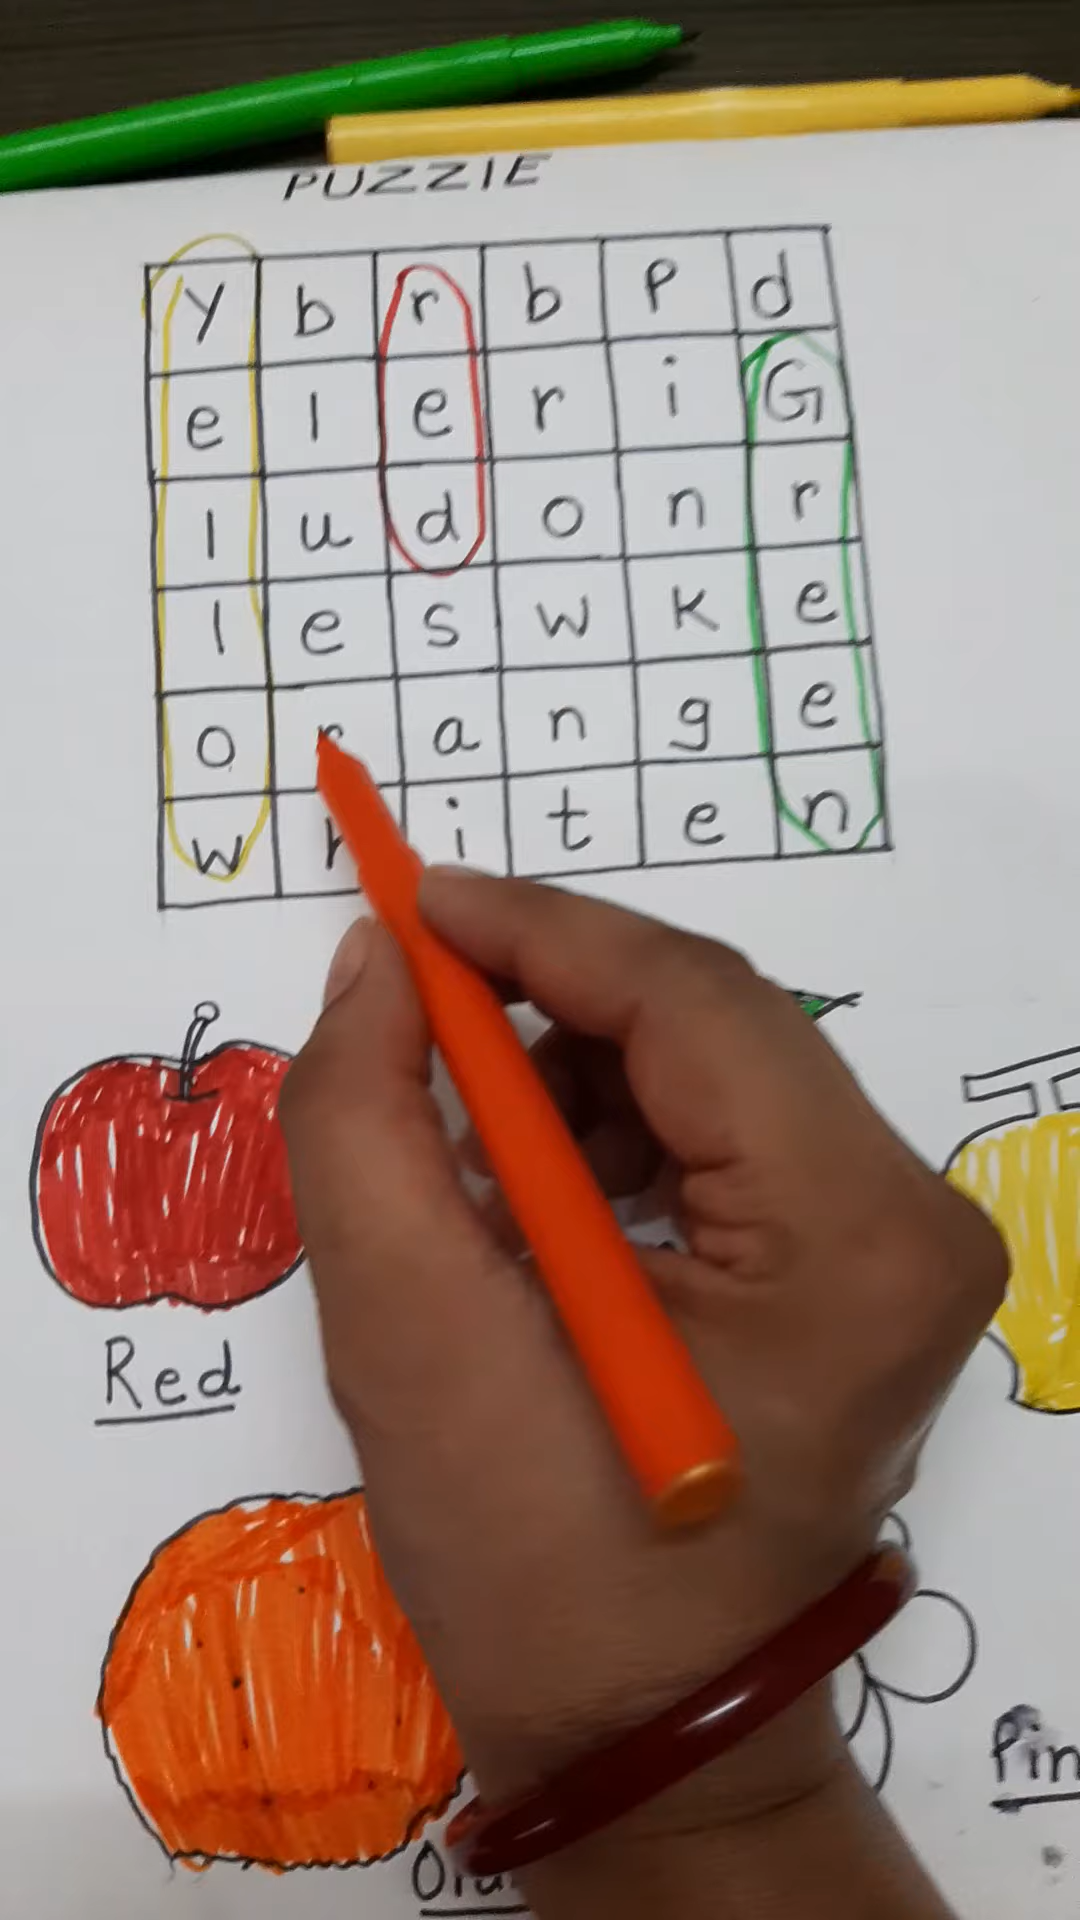 PUZZIE
y b r b P d
e l e r i G
l u d o n r
l e s w k e
o r a n g e
w h i t e n
Red